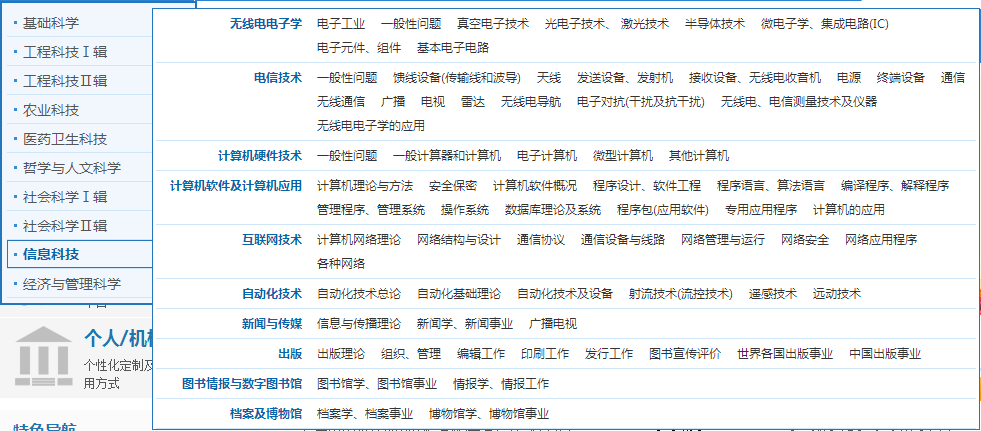 基础科学
工程科技Ⅰ辑
工程科技Ⅱ辑
农业科技
医药卫生科技
哲学与人文科学
社会科学Ⅰ辑
社会科学Ⅱ辑
信息科技
经济与管理科学
个人/机构
个性化定制及
用方式
无线电电子学 电子工业 一般性问题 真空电子技术 光电子技术、激光技术 半导体技术 微电子学、集成电路(IC)
电子元件、组件 基本电子电路
电信技术 一般性问题 馈线设备(传输线和波导) 天线 发送设备、发射机 接收设备、无线电收音机 电源 终端设备 通信
无线通信 广播 电视 雷达 无线电导航 电子对抗(干扰及抗干扰) 无线电、电信测量技术及仪器
无线电电子学的应用
计算机硬件技术 一般性问题 一般计算器和计算机 电子计算机 微型计算机 其他计算机
计算机软件及计算机应用 计算机理论与方法 安全保密 计算机软件概况 程序设计、软件工程 程序语言、算法语言 编译程序、解释程序
管理程序、管理系统 操作系统 数据库理论及系统 程序包(应用软件) 专用应用程序 计算机的应用
互联网技术 计算机网络理论 网络结构与设计 通信协议 通信设备与线路 网络管理与运行 网络安全 网络应用程序
各种网络
自动化技术 自动化技术总论 自动化基础理论 自动化技术及设备 射流技术(流控技术) 遥感技术 远动技术
新闻与传媒 信息与传播理论 新闻学、新闻事业 广播电视
出版 出版理论 组织、管理 编辑工作 印刷工作 发行工作 图书宣传评价 世界各国出版事业 中国出版事业
图书情报与数字图书馆 图书馆学、图书馆事业 情报学、情报工作
档案及博物馆 档案学、档案事业 博物馆学、博物馆事业